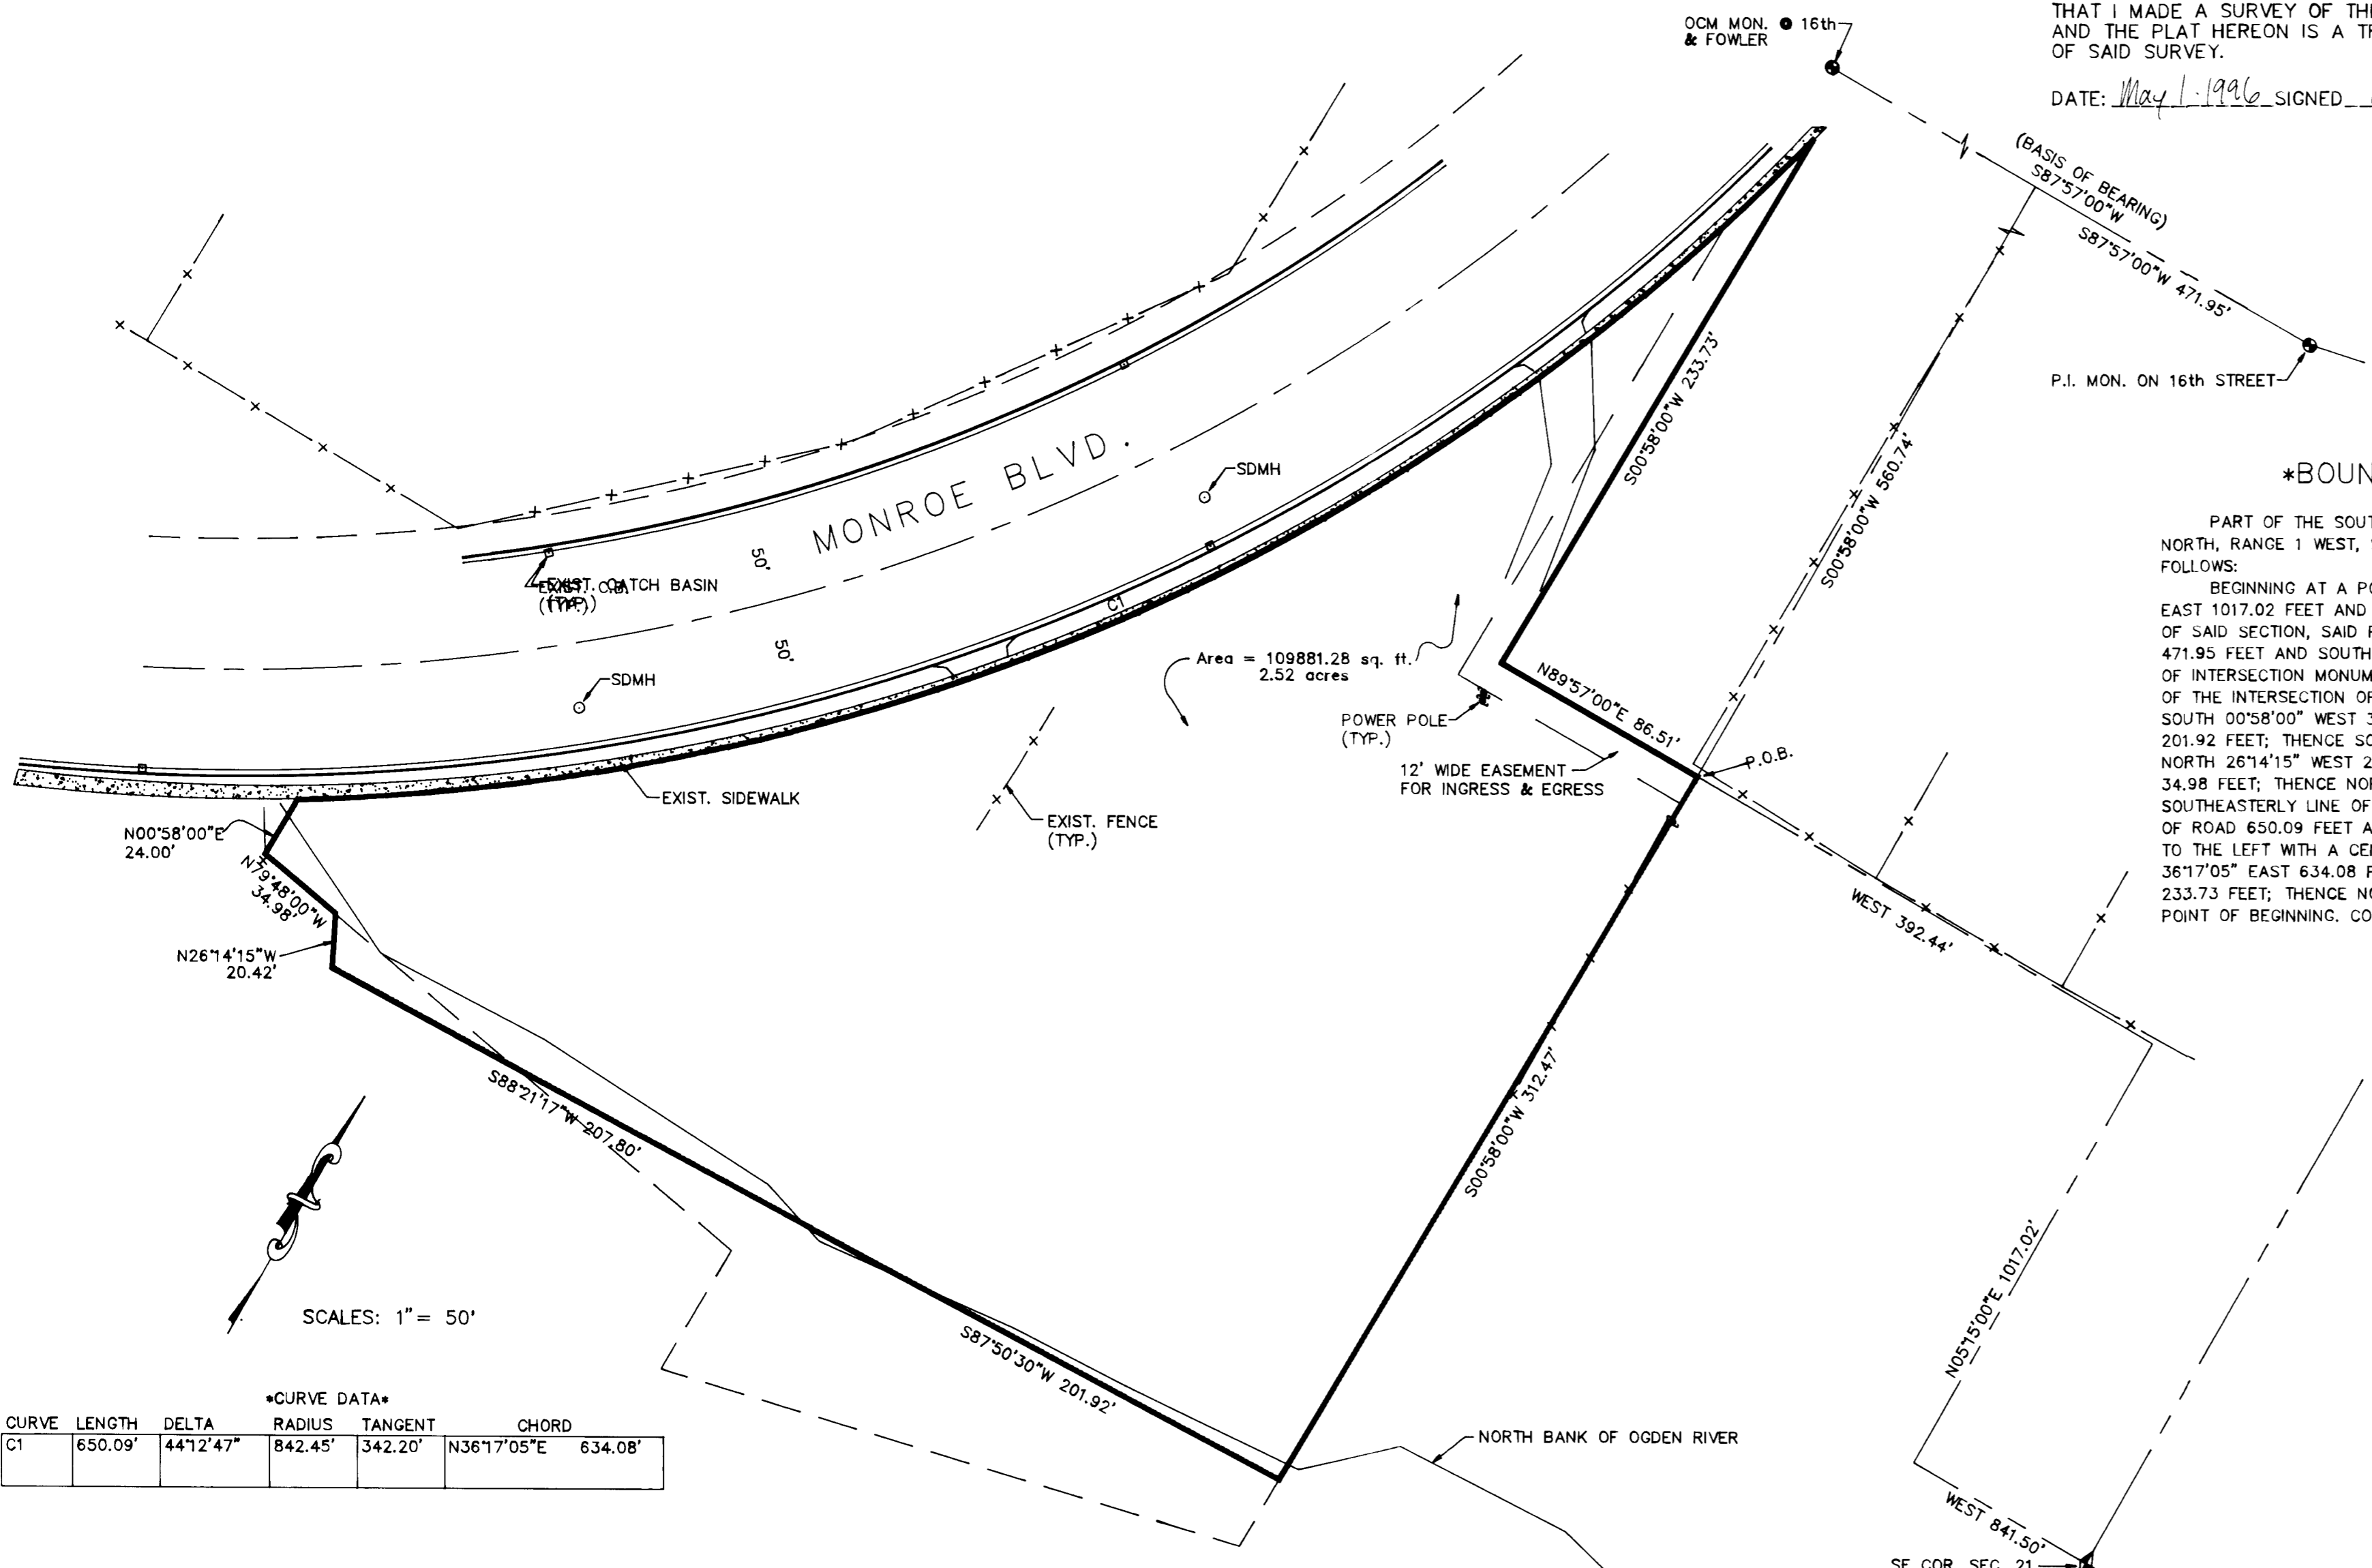 OCM MON. @ 16th
& FOWLER
THAT I MADE A SURVEY OF THE
AND THE PLAT HEREON IS A
OF SAID SURVEY.
DATE: May 1. 1996 SIGNED
(BASIS OF BEARING)
S87°57'00"W
S87°57'00"W 471.95'
P.I. MON. ON 16th STREET
S00°58'00"W 233.73'
S00°58'00"W 560.74'
MONROE BLVD.
SDMH
50'
50'
EXIST. CATCH BASIN
(TYP.)
EXIST. C.B.
(TYP.)
C1
SDMH
Area = 109881.28 sq. ft.
2.52 acres
N89°57'00"E 86.51'
POWER POLE
(TYP.)
P.O.B.
12' WIDE EASEMENT
FOR INGRESS & EGRESS
EXIST. SIDEWALK
EXIST. FENCE
(TYP.)
N00°58'00"E
24.00'
N79°48'00"W
34.98'
N26°14'15"W
20.42'
WEST 392.44'
*BOUN
PART OF THE
NORTH, RANGE 1 WEST,
FOLLOWS:
BEGINNING AT A
EAST 1017.02 FEET AND
OF SAID SECTION, SAID
471.95 FEET AND SOUTH
OF INTERSECTION
OF THE INTERSECTION OF
SOUTH 00°58'00" WEST 3
201.92 FEET; THENCE
NORTH 26°14'15" WEST 2
34.98 FEET; THENCE
SOUTHEASTERLY LINE OF
OF ROAD 650.09 FEET
TO THE LEFT WITH A
36°17'05" EAST 634.08
233.73 FEET; THENCE
POINT OF BEGINNING.
S88°21'17"W 207.80'
S00°58'00"W 312.47'
S87°50'30"W 201.92'
N05°15'00"E 1017.02'
SCALES: 1" = 50'
*CURVE DATA*
CURVE LENGTH DELTA RADIUS TANGENT CHORD
C1 650.09' 44°12'47" 842.45' 342.20' N36°17'05"E 634.08'
NORTH BANK OF OGDEN RIVER
WEST 841.50'
SE COR. SEC. 21